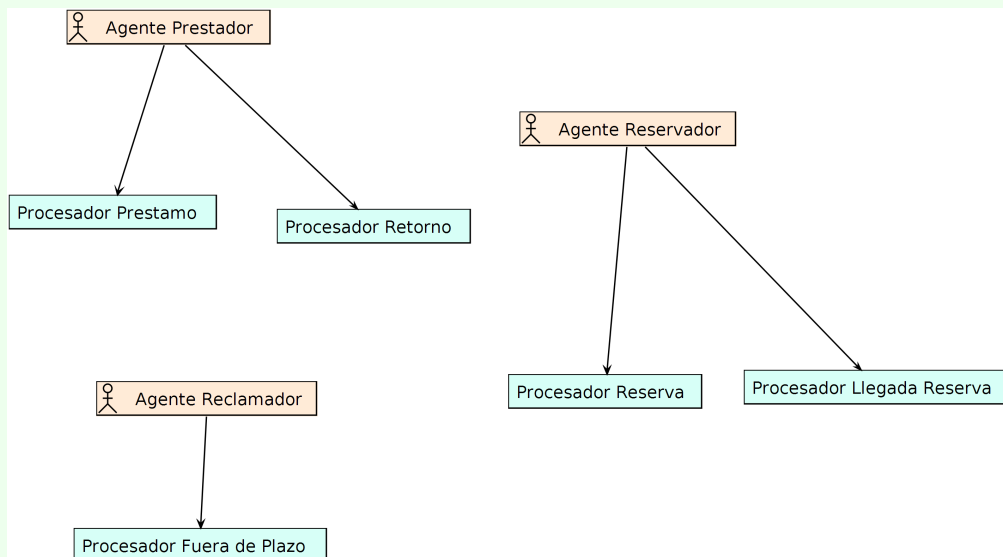 Agente Prestador
Agente Reservador
Procesador Prestamo
Procesador Retorno
Procesador Reserva
Procesador Llegada Reserva
Agente Reclamador
Procesador Fuera de Plazo